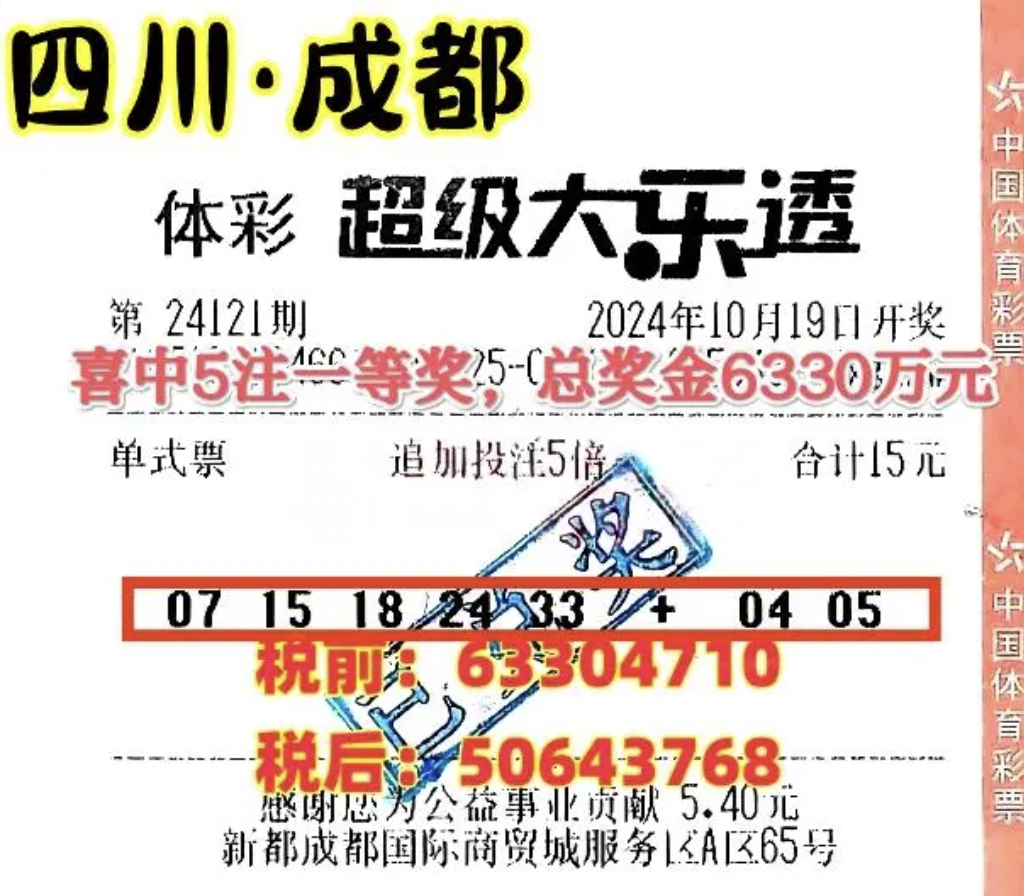 四川·成都
体彩 超级大乐透
第 24121期 2024年10月19日开奖
喜中5注一等奖，总奖金6330万元
单式票 追加投注5倍 合计15元
07 15 18 24 33 + 04 05
税前：63304710
税后：50643768
感谢您为公益事业贡献 5.40元
新都成都国际商贸城服务区A区65号
已兑奖
中国体育彩票
中国体育彩票